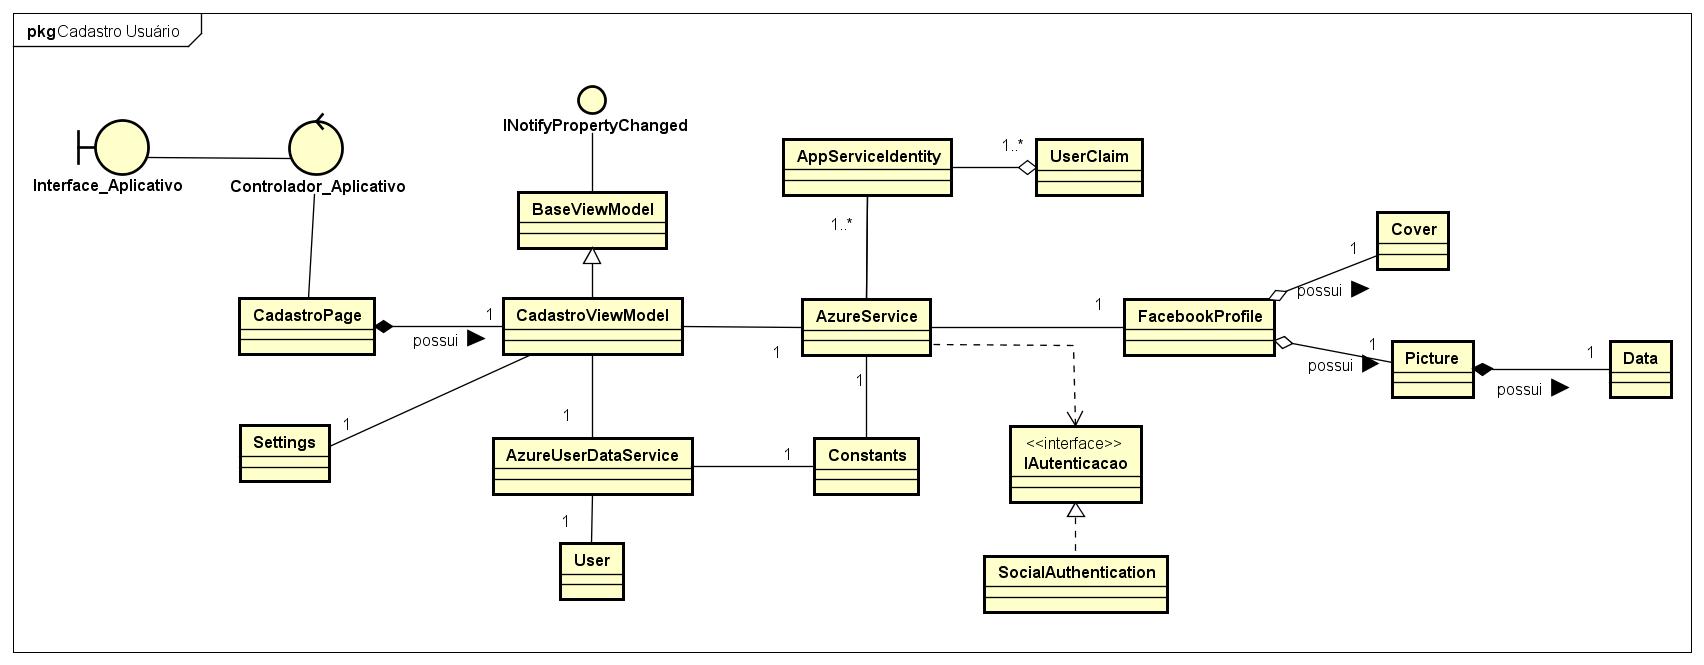 pkg Cadastro Usuário
INotifyPropertyChanged
Interface_Aplicativo
Controlador_Aplicativo
AppServiceIdentity
1..*
UserClaim
BaseViewModel
1..*
Cover
1
possui
CadastroPage
1
possui
CadastroViewModel
AzureService
1
1
FacebookProfile
1
possui
Picture
1
possui
Data
1
Settings
1
AzureUserDataService
1
1
Constants
<<interface>>
IAutenticacao
1
User
SocialAuthentication